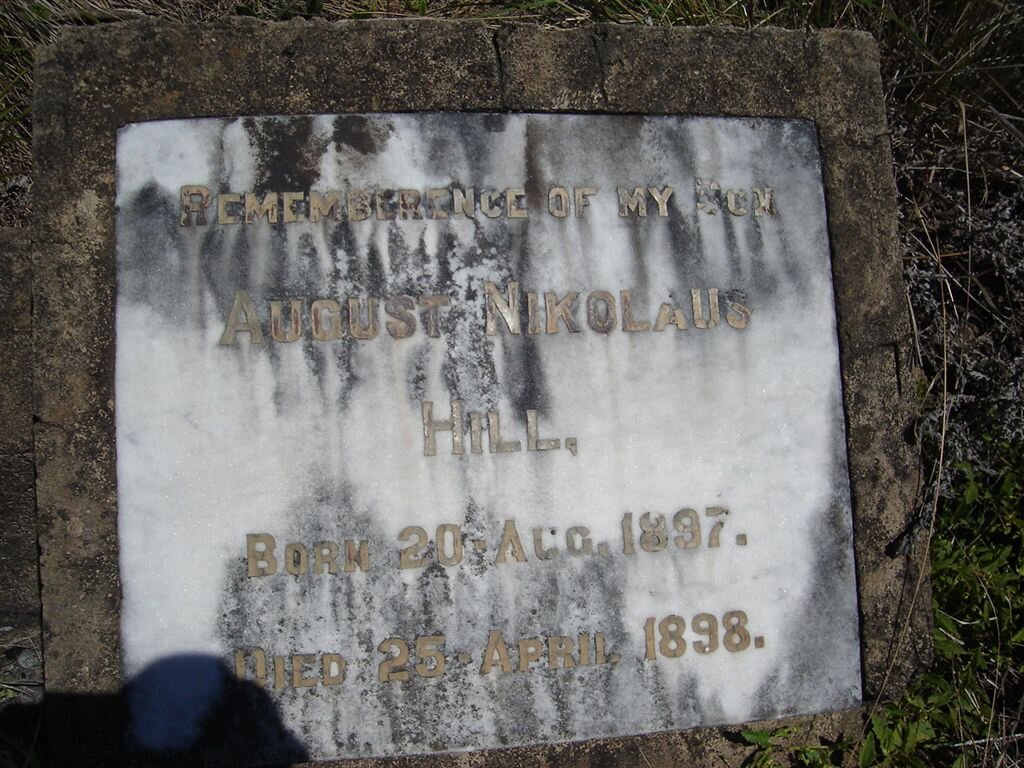 REMEMBERENCE OF MY SON
AUGUST NIKOLAUS
HILL,
BORN 20-AUG. 1897.
DIED 25-APRIL 1898.